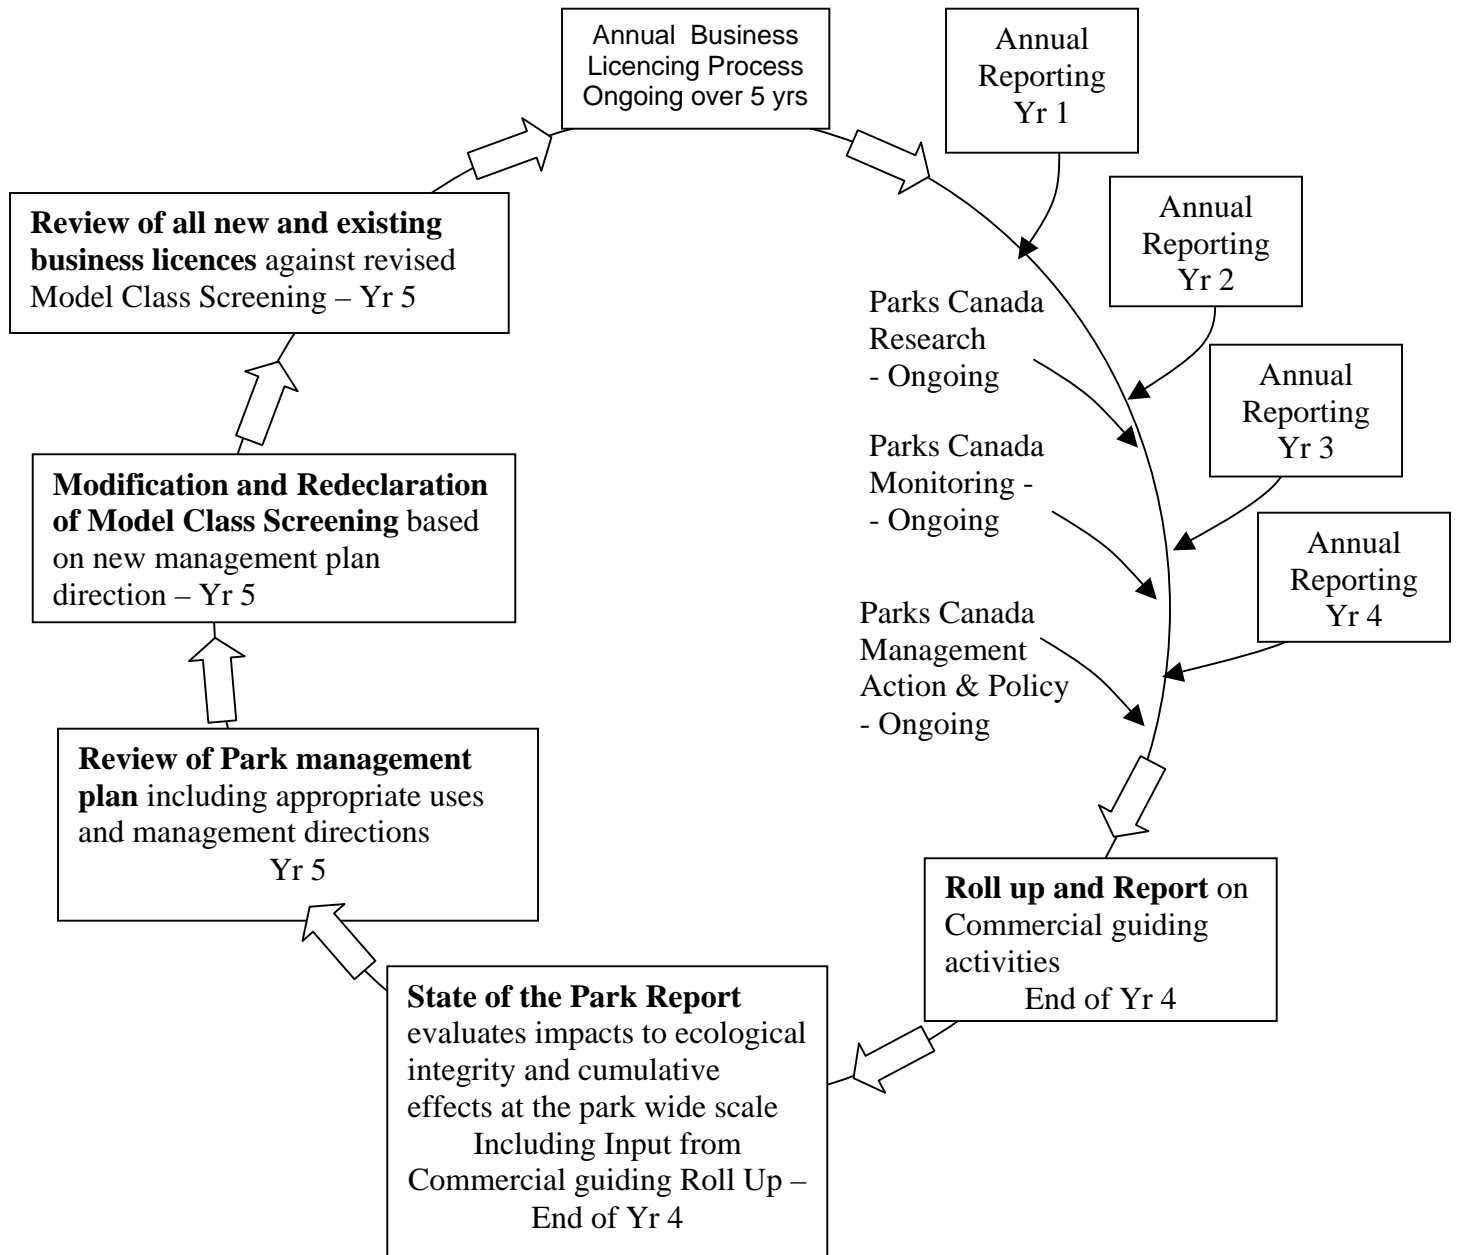 Annual Business
Licencing Process
Ongoing over 5 yrs
Annual
Reporting
Yr 1
Annual
Reporting
Yr 2
Annual
Reporting
Yr 3
Annual
Reporting
Yr 4
Parks Canada
Research
- Ongoing
Parks Canada
Monitoring -
- Ongoing
Parks Canada
Management
Action & Policy
- Ongoing
Roll up and Report on
Commercial guiding
activities
End of Yr 4
State of the Park Report
evaluates impacts to ecological
integrity and cumulative
effects at the park wide scale
Including Input from
Commercial guiding Roll Up –
End of Yr 4
Review of Park management
plan including appropriate uses
and management directions
Yr 5
Modification and Redeclaration
of Model Class Screening based
on new management plan
direction – Yr 5
Review of all new and existing
business licences against revised
Model Class Screening – Yr 5